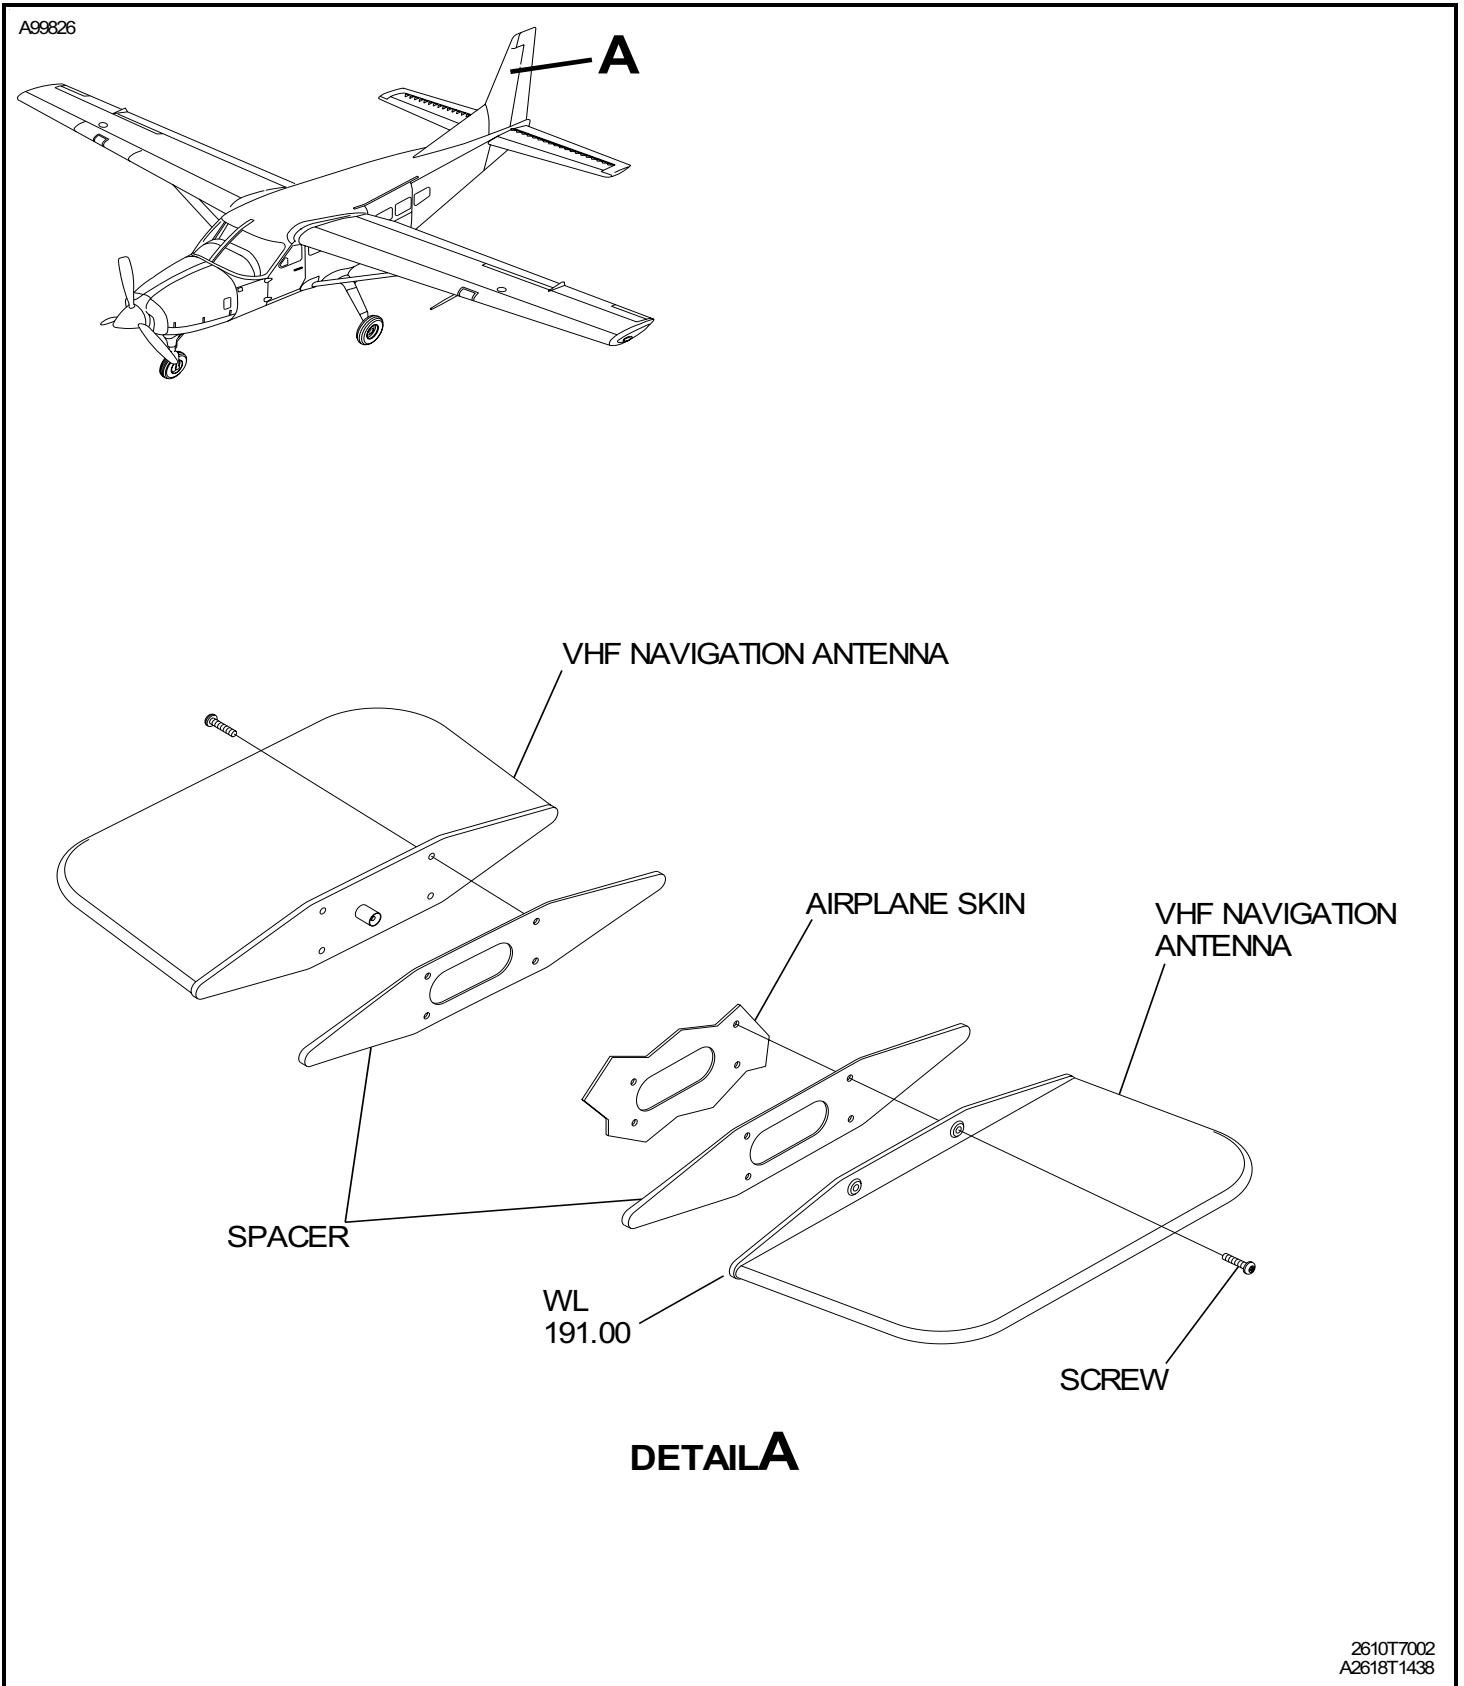 A99826
A
VHF NAVIGATION ANTENNA
AIRPLANE SKIN
VHF NAVIGATION
ANTENNA
SPACER
WL
191.00
SCREW
DETAIL A
2610T7002
A2618T1438